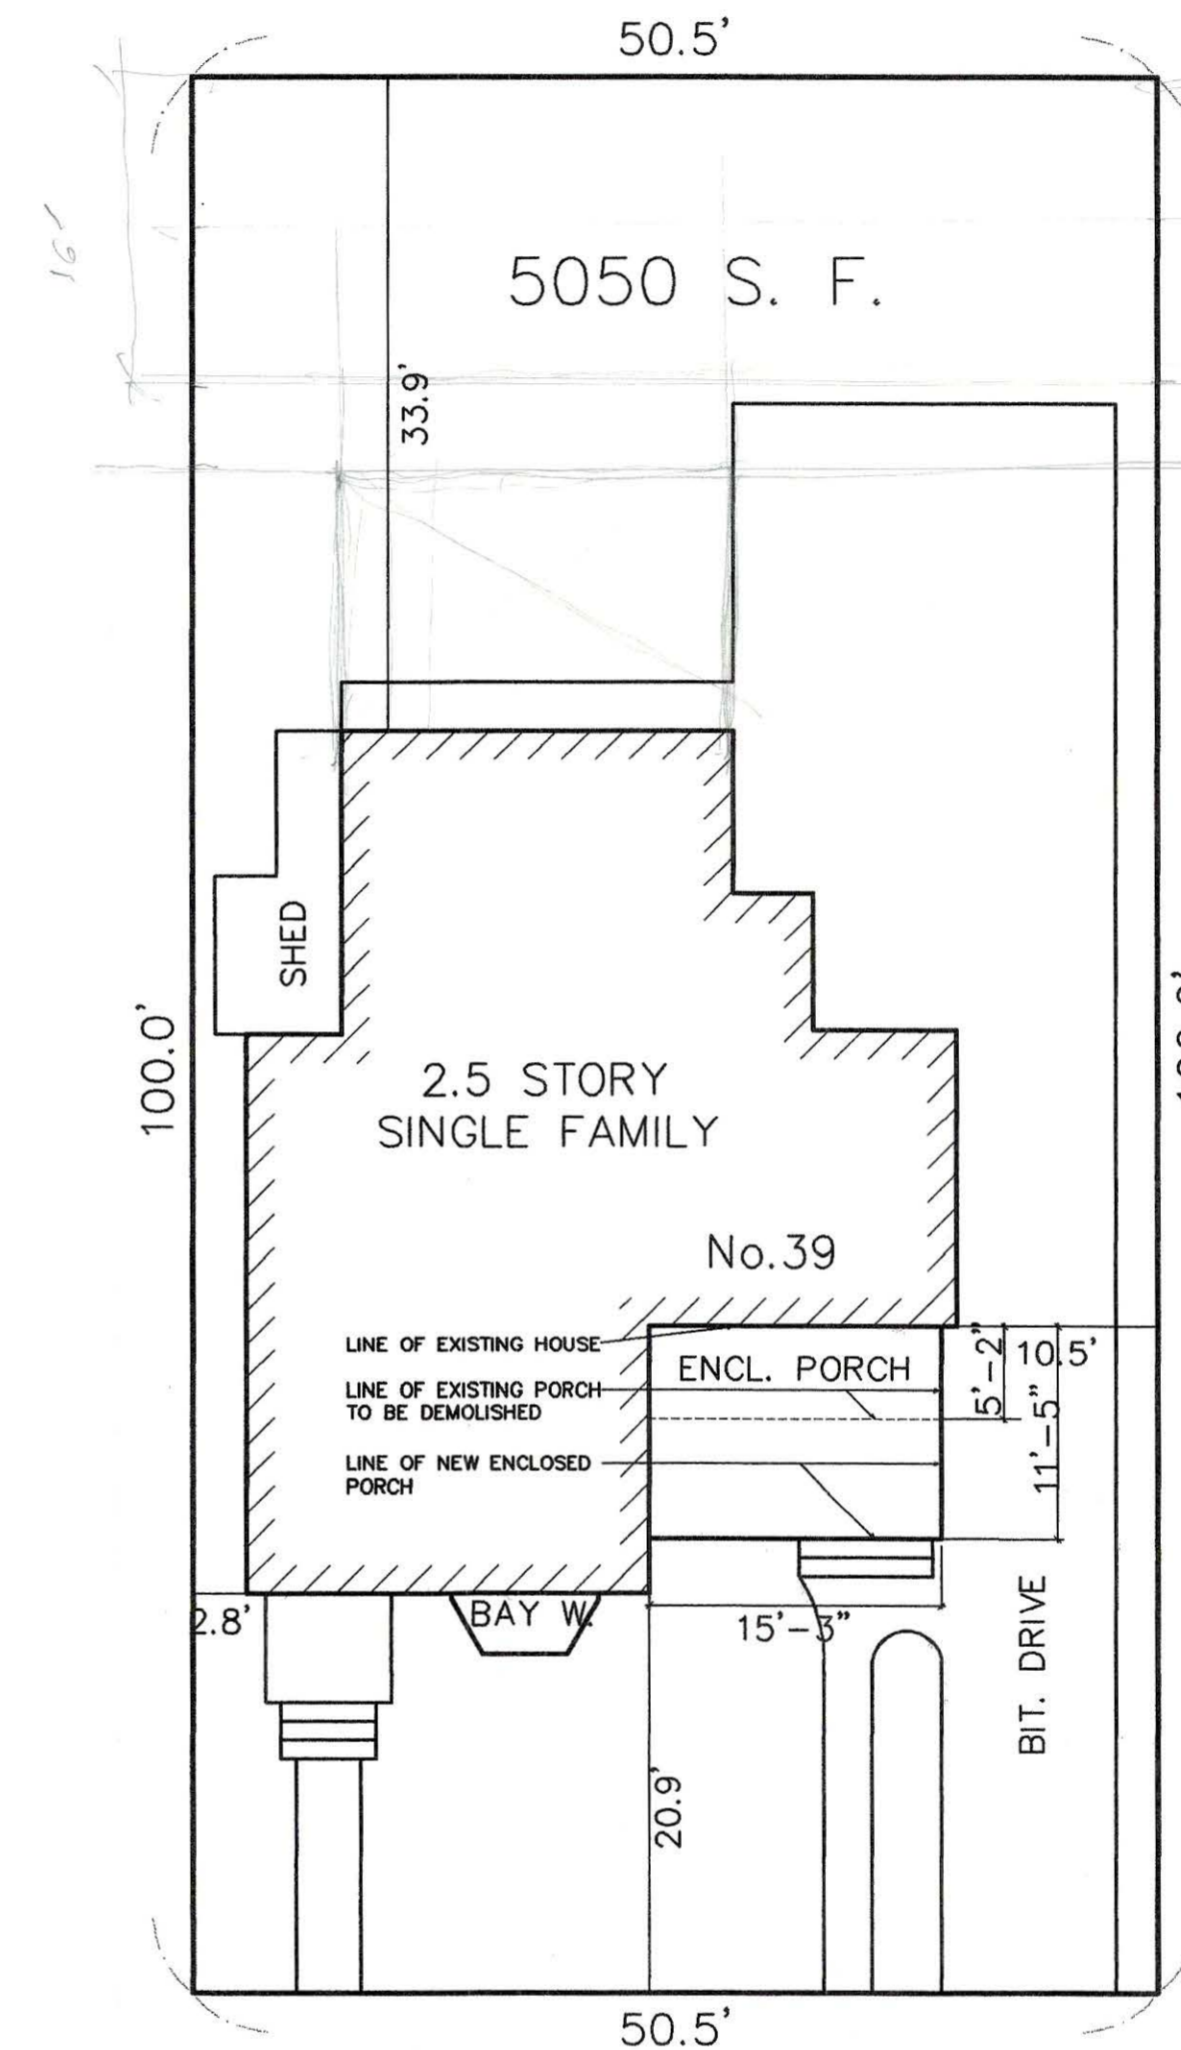 50.5'
16'
5050 S. F.
33.9'
SHED
100.0'
2.5 STORY
SINGLE FAMILY
No.39
LINE OF EXISTING HOUSE
ENCL. PORCH
10.5'
5'-2"
LINE OF EXISTING PORCH
TO BE DEMOLISHED
11'-5"
LINE OF NEW ENCLOSED
PORCH
2.8'
BAY W.
15'-3"
BIT. DRIVE
20.9'
50.5'